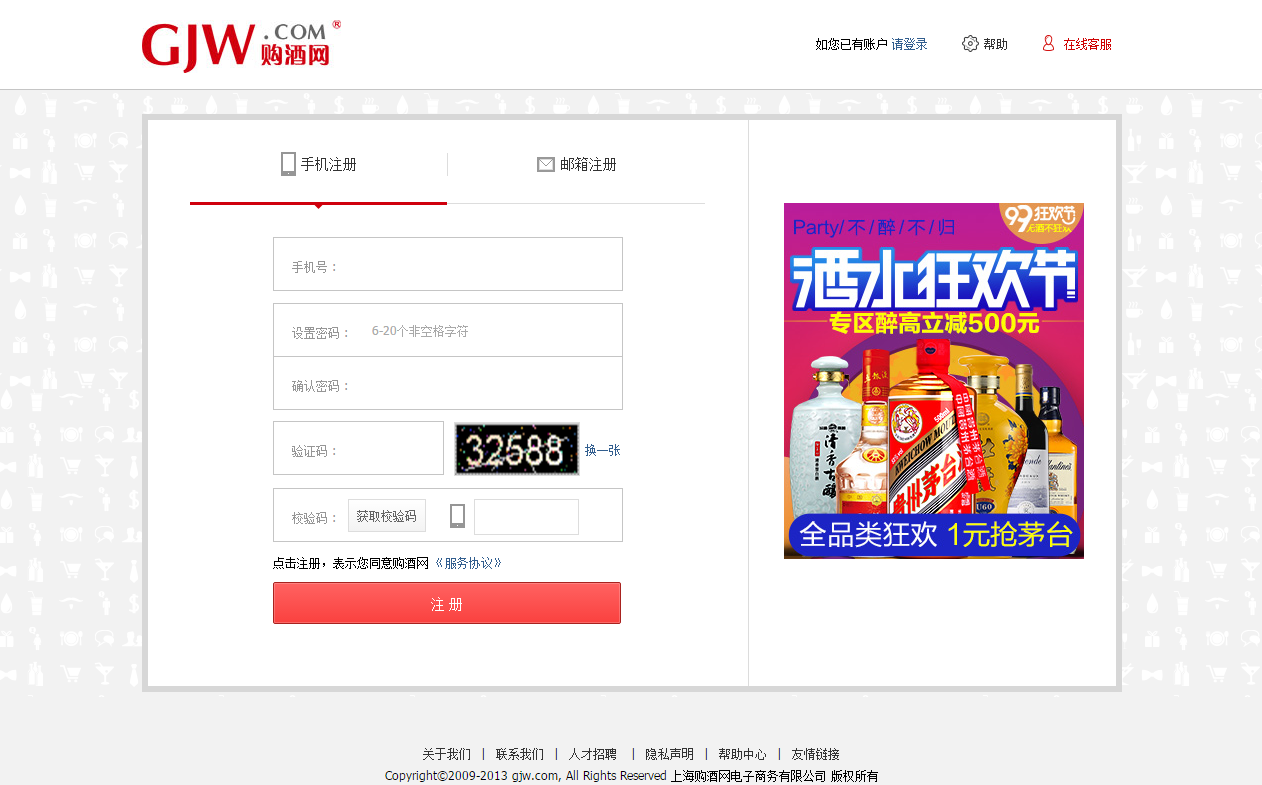 GJW.COM®
购酒网
如您已有账户 请登录 帮助 在线客服
手机注册 邮箱注册
手机号：
设置密码： 6-20个非空格字符
确认密码：
验证码： 32588 换一张
校验码： 获取校验码
点击注册，表示您同意购酒网 《服务协议》
注 册
99狂欢节
无酒不狂欢
Party/不/醉/不/归
酒水狂欢节
专区醉高立减500元
KWEICHOW MOUTAI
贵州茅台酒
全品类狂欢 1元抢茅台
关于我们 | 联系我们 | 人才招聘 | 隐私声明 | 帮助中心 | 友情链接
Copyright©2009-2013 gjw.com, All Rights Reserved 上海购酒网电子商务有限公司 版权所有